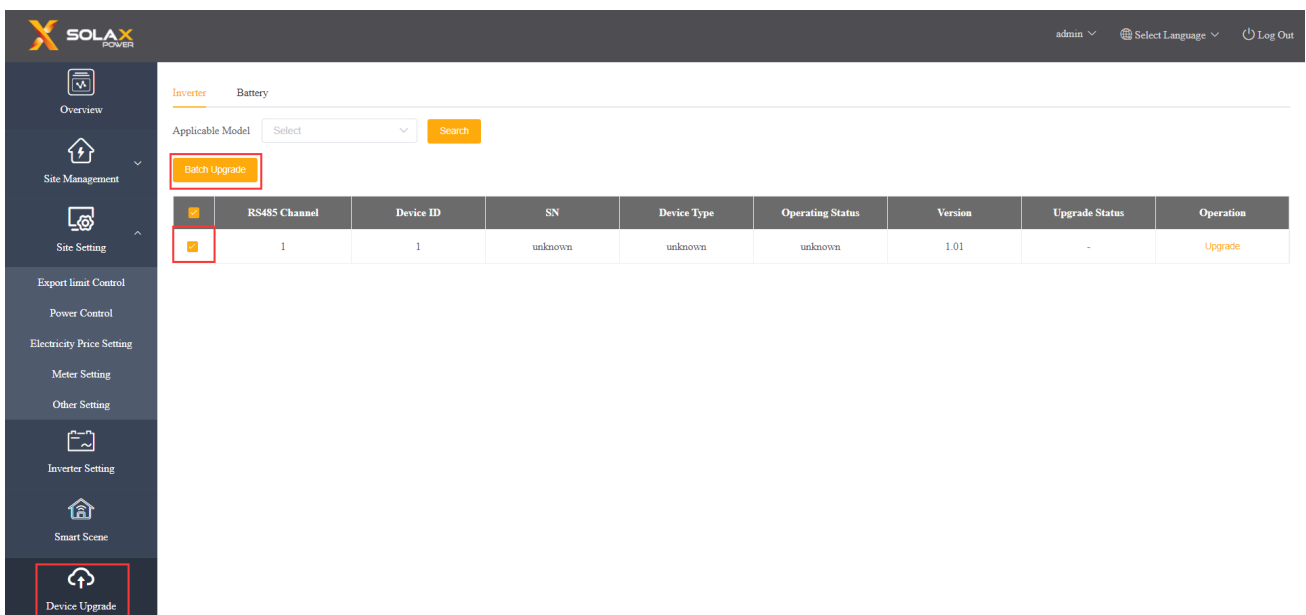 SOLAX
POWER
admin
Select Language
Log Out
Overview
Site Management
Site Setting
Export limit Control
Power Control
Electricity Price Setting
Meter Setting
Other Setting
Inverter Setting
Smart Scene
Device Upgrade
Inverter Battery
Applicable Model Select Search
Batch Upgrade
RS485 Channel Device ID SN Device Type Operating Status Version Upgrade Status Operation
1 1 unknown unknown unknown 1.01 - Upgrade